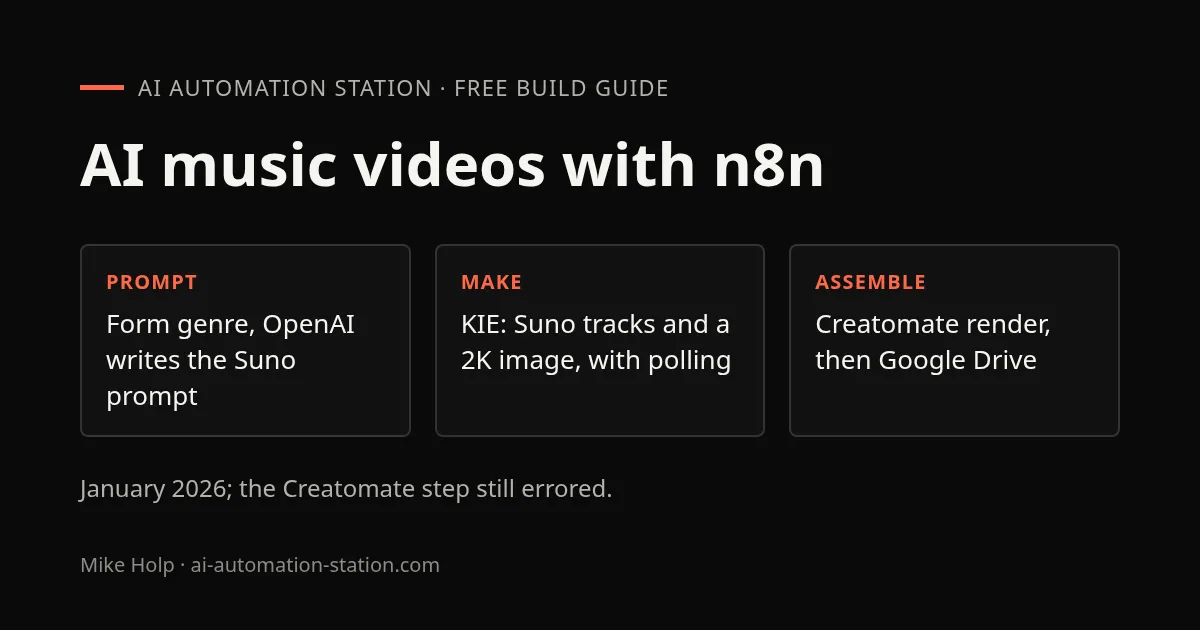 AI AUTOMATION STATION · FREE BUILD GUIDE
AI music videos with n8n
PROMPT
Form genre, OpenAI
writes the Suno
prompt
MAKE
KIE: Suno tracks and a
2K image, with polling
ASSEMBLE
Creatomate render,
then Google Drive
January 2026; the Creatomate step still errored.
Mike Holp · ai-automation-station.com